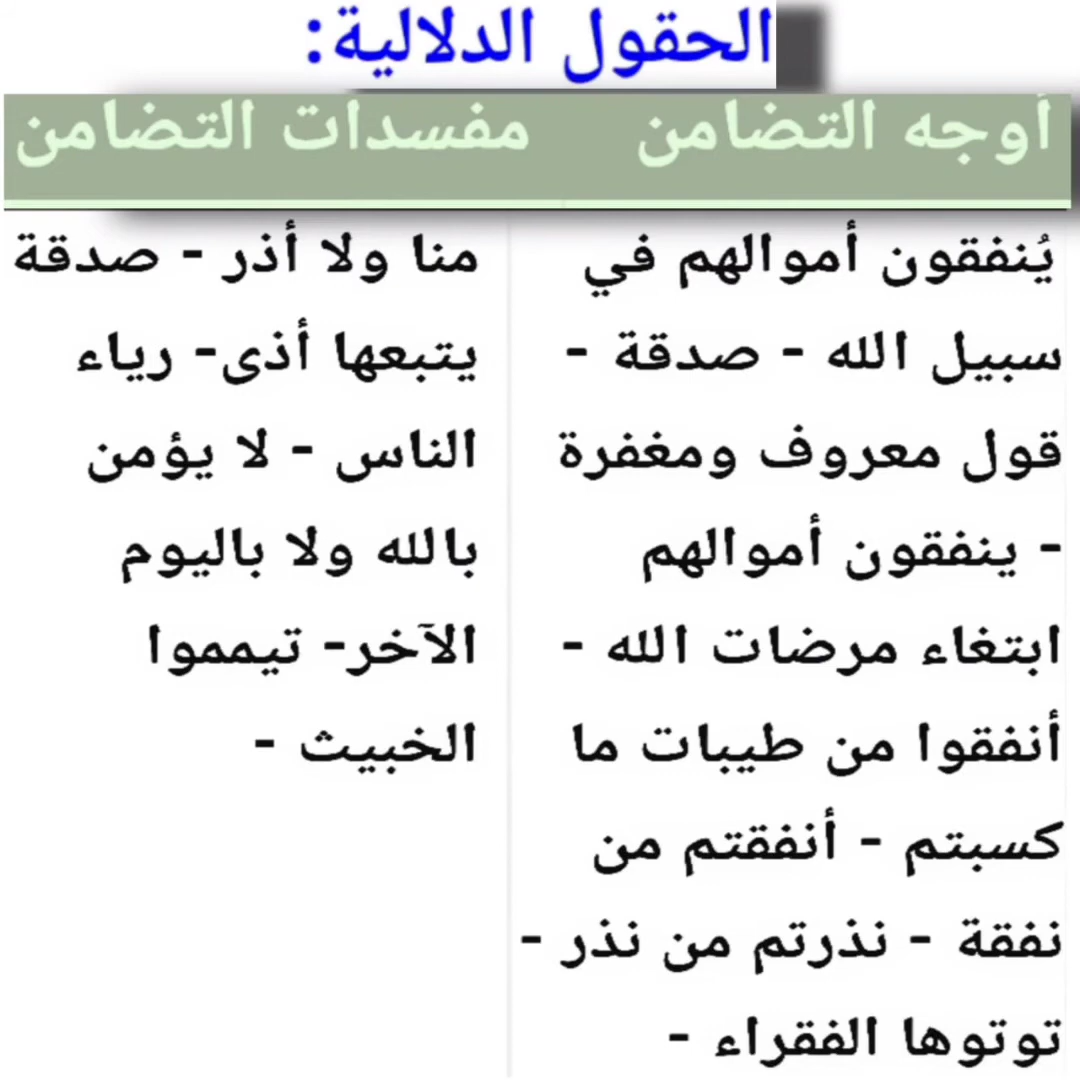 الحقول الدلالية:
أوجه التضامن
مفسدات التضامن
يُنفقون أموالهم في
سبيل الله - صدقة -
قول معروف ومغفرة
- ينفقون أموالهم
ابتغاء مرضات الله -
أنفقوا من طيبات ما
كسبتم - أنفقتم من
نفقة - نذرتم من نذر -
توتوها الفقراء -
منا ولا أذر - صدقة
يتبعها أذى- رياء
الناس - لا يؤمن
بالله ولا باليوم
الآخر- تيمموا
الخبيث -